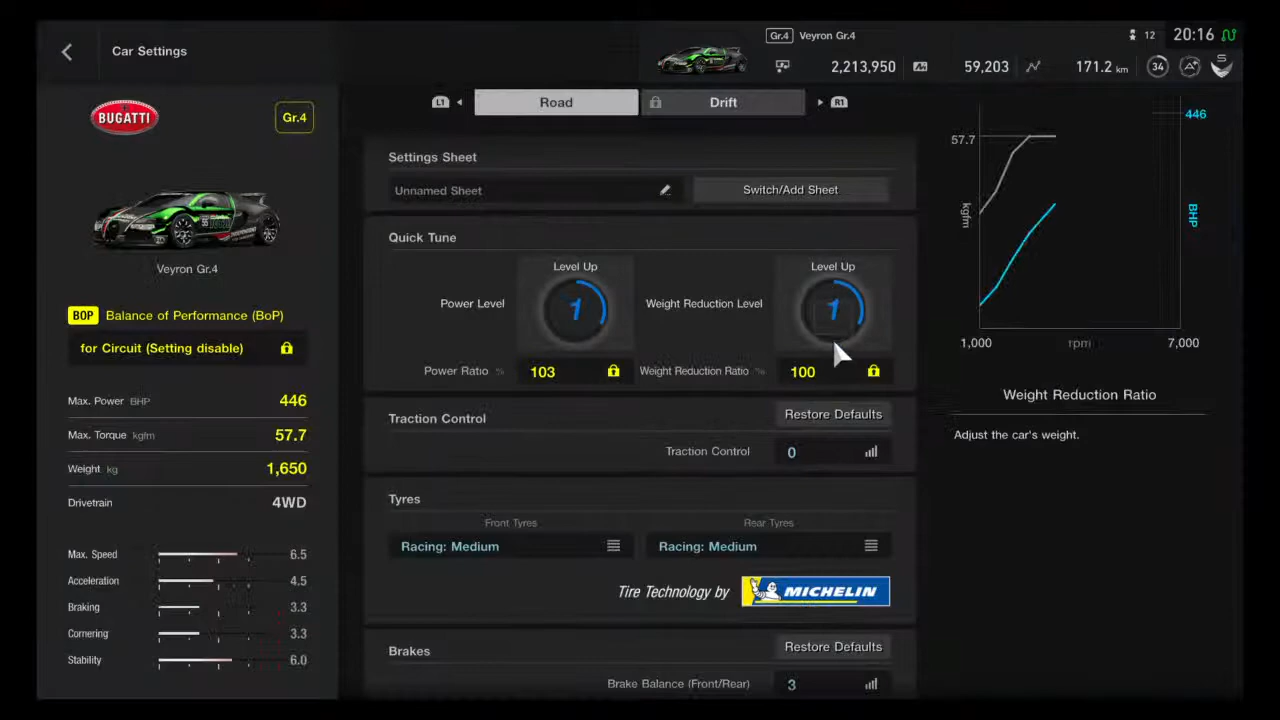 Car Settings
Gr.4 Veyron Gr.4
12 20:16
2,213,950 59,203 171.2 km 34 A+ S
L1 Road Drift R1
BUGATTI
Gr.4
Veyron Gr.4
BOP Balance of Performance (BoP)
for Circuit (Setting disable)
Max. Power BHP 446
Max. Torque kgfm 57.7
Weight kg 1,650
Drivetrain 4WD
Max. Speed 6.5
Acceleration 4.5
Braking 3.3
Cornering 3.3
Stability 6.0
Settings Sheet
Unnamed Sheet Switch/Add Sheet
Quick Tune
Level Up Level Up
Power Level 1 Weight Reduction Level 1
Power Ratio % 103 Weight Reduction Ratio % 100
Traction Control Restore Defaults
Traction Control 0
Tyres
Front Tyres Rear Tyres
Racing: Medium Racing: Medium
Tire Technology by MICHELIN
Brakes Restore Defaults
Brake Balance (Front/Rear) 3
446
57.7
kgfm BHP
1,000 rpm 7,000
Weight Reduction Ratio
Adjust the car's weight.